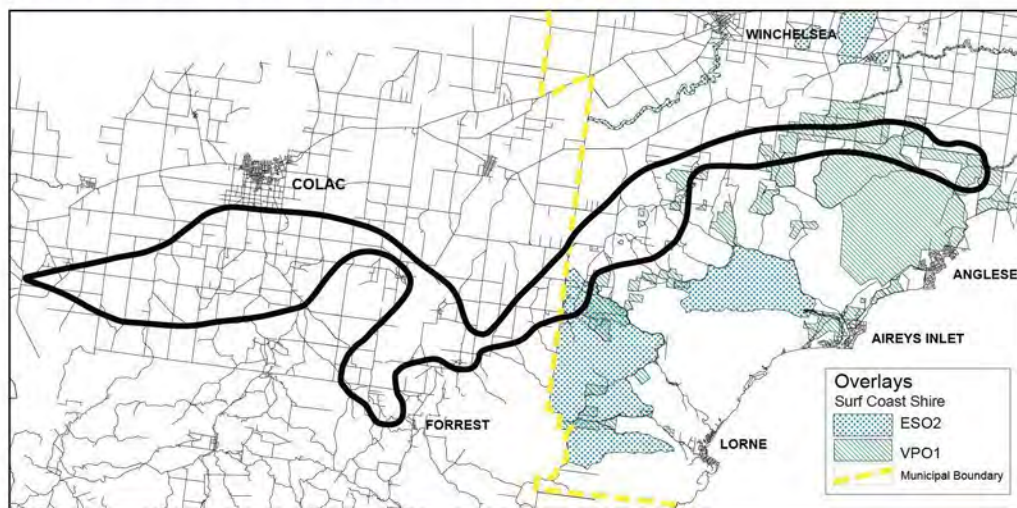 WINCHELSEA
COLAC
ANGLESE
AIREYS INLET
FORREST
LORNE
Overlays
Surf Coast Shire
ESO2
VPO1
Municipal Boundary